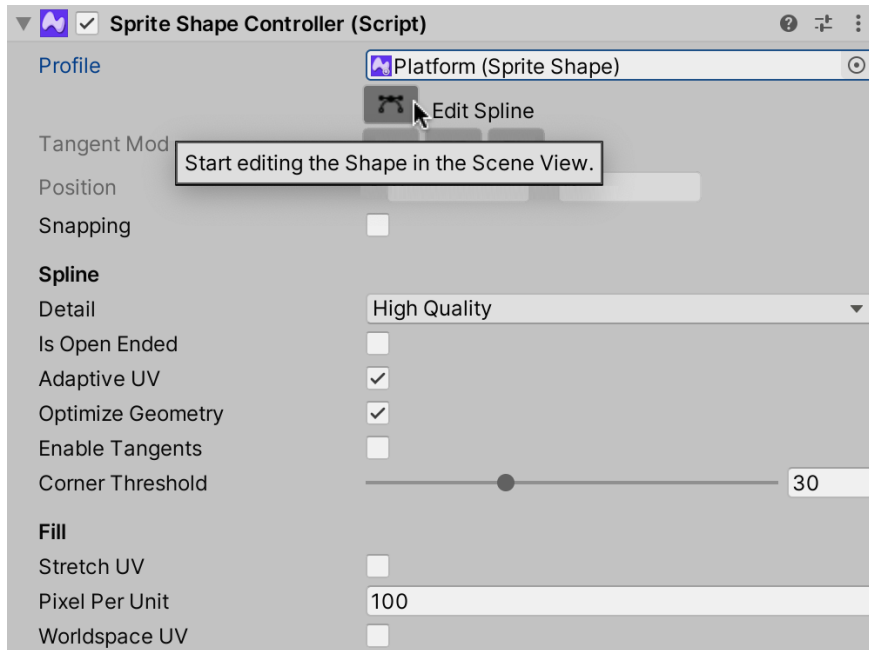 Sprite Shape Controller (Script)
Profile
Platform (Sprite Shape)
Edit Spline
Tangent Mod
Start editing the Shape in the Scene View.
Position
Snapping
Spline
Detail
High Quality
Is Open Ended
Adaptive UV
Optimize Geometry
Enable Tangents
Corner Threshold
30
Fill
Stretch UV
Pixel Per Unit
100
Worldspace UV